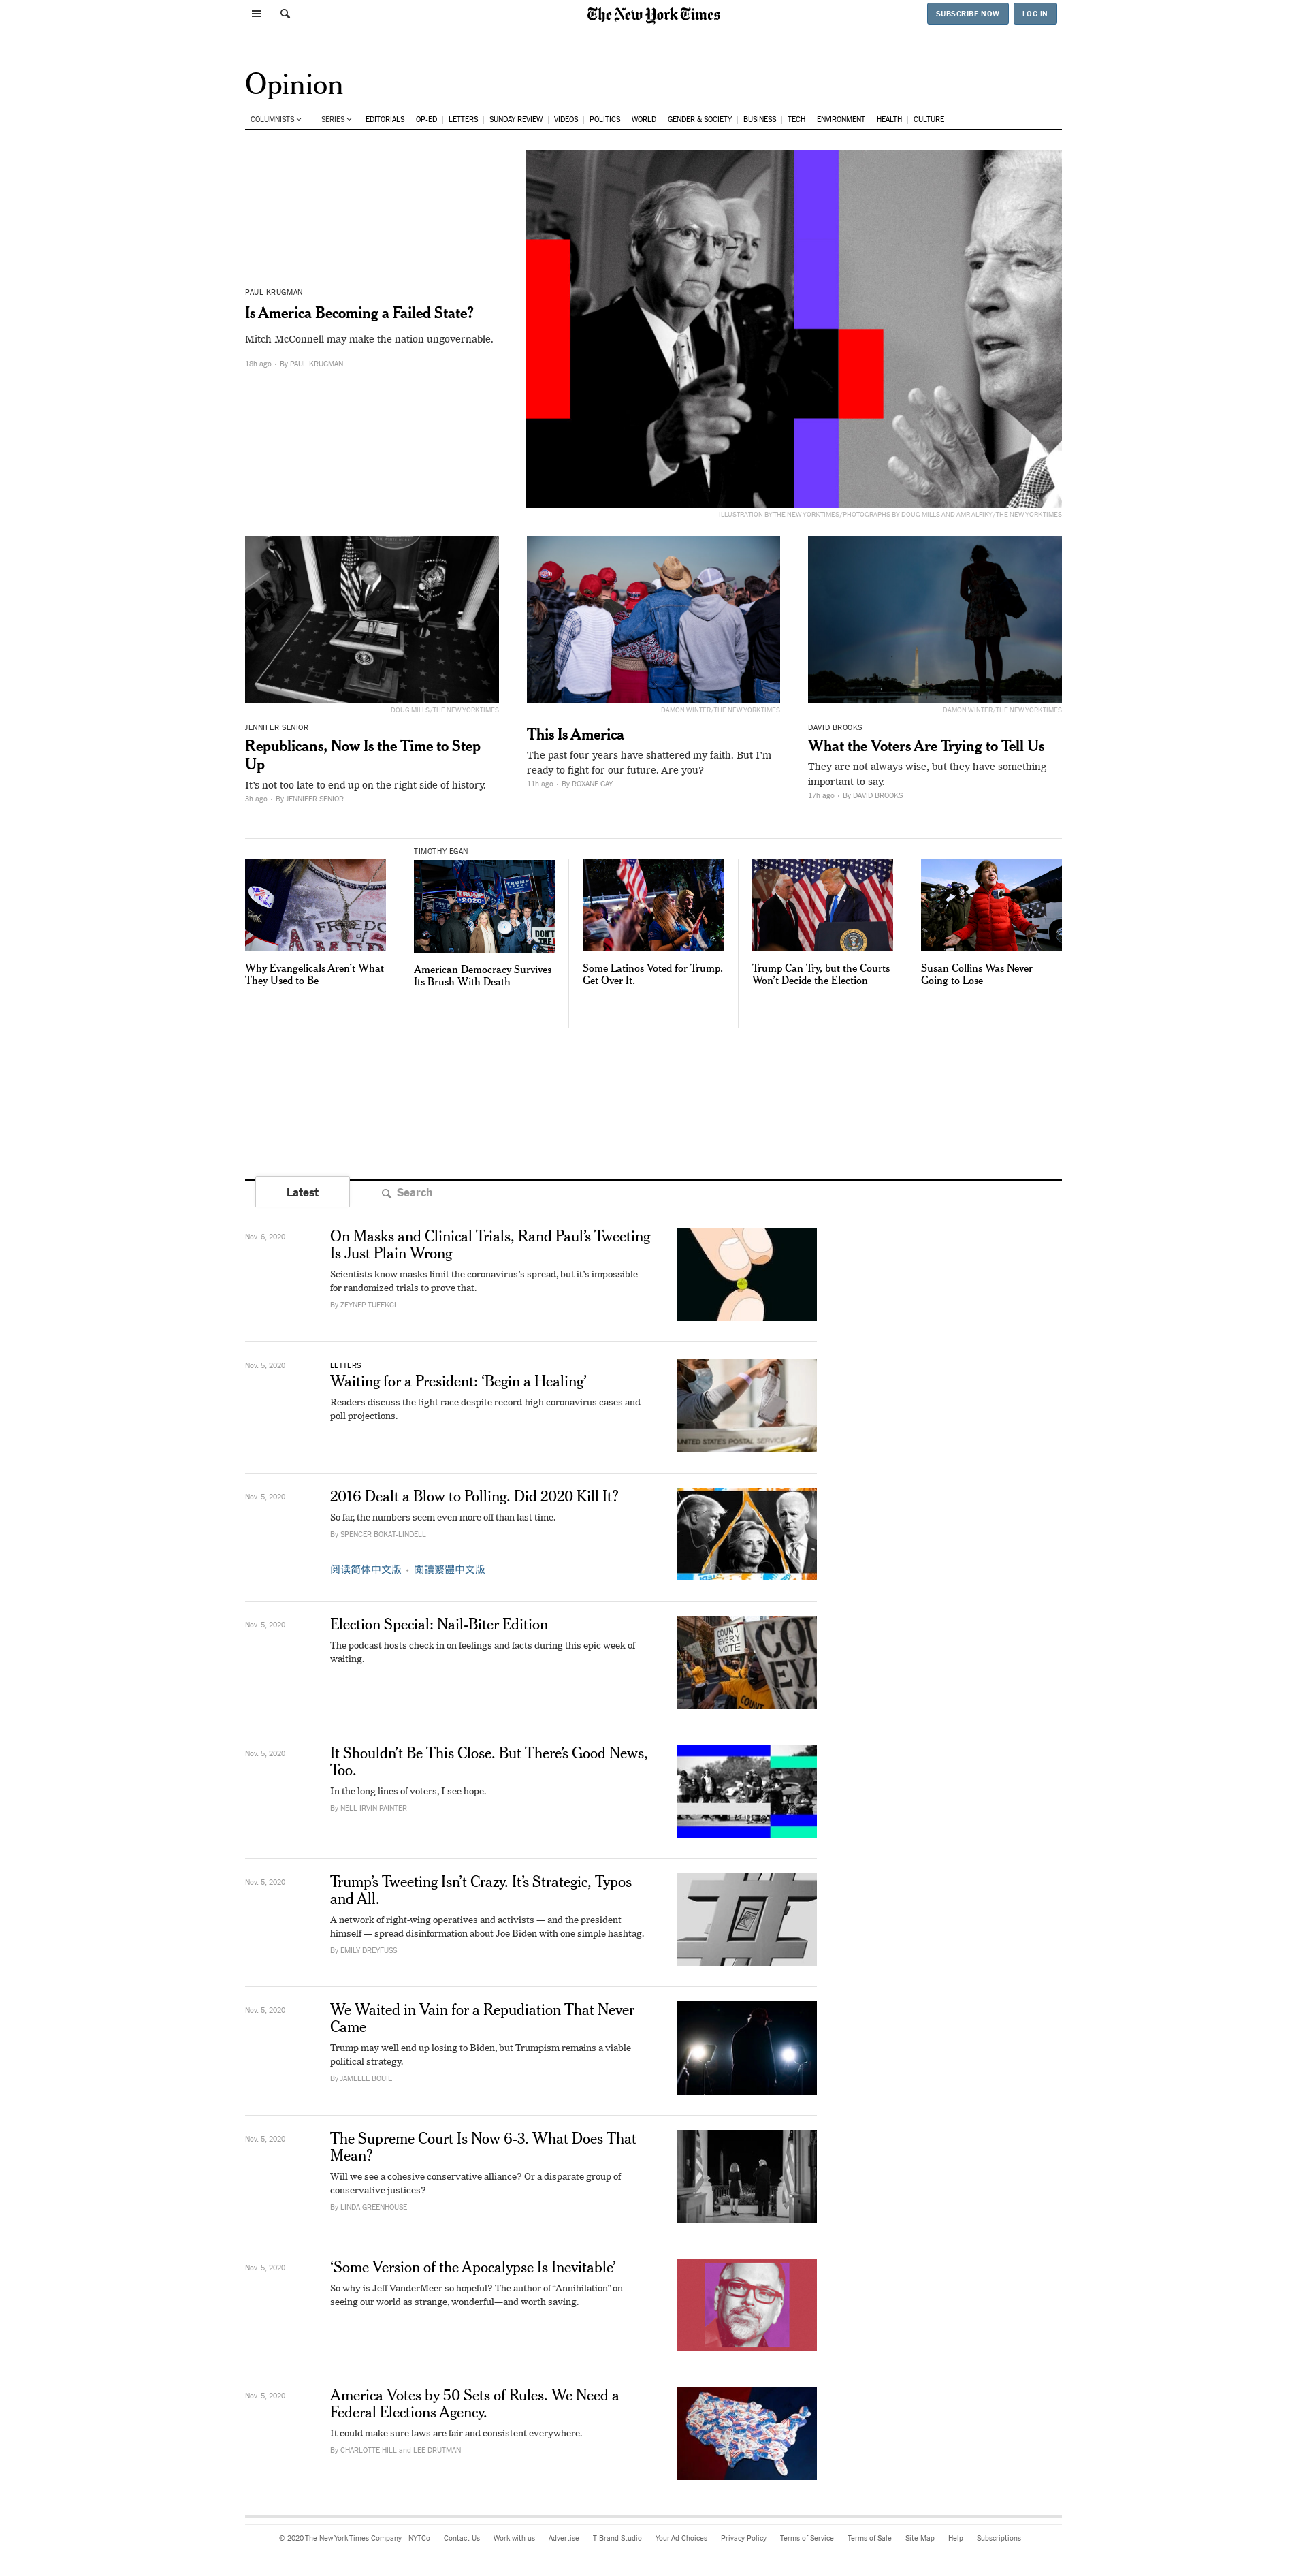 The New York Times
SUBSCRIBE NOW
LOG IN
Opinion
COLUMNISTS
SERIES
EDITORIALS
OP-ED
LETTERS
SUNDAY REVIEW
VIDEOS
POLITICS
WORLD
GENDER & SOCIETY
BUSINESS
TECH
ENVIRONMENT
HEALTH
CULTURE
PAUL KRUGMAN
Is America Becoming a Failed State?
Mitch McConnell may make the nation ungovernable.
18h ago • By PAUL KRUGMAN
ILLUSTRATION BY THE NEW YORK TIMES/PHOTOGRAPHS BY DOUG MILLS AND AMR ALFIKY/THE NEW YORK TIMES
DOUG MILLS/THE NEW YORK TIMES
JENNIFER SENIOR
Republicans, Now Is the Time to Step
Up
It’s not too late to end up on the right side of history.
3h ago • By JENNIFER SENIOR
DAMON WINTER/THE NEW YORK TIMES
This Is America
The past four years have shattered my faith. But I’m
ready to fight for our future. Are you?
11h ago • By ROXANE GAY
DAMON WINTER/THE NEW YORK TIMES
DAVID BROOKS
What the Voters Are Trying to Tell Us
They are not always wise, but they have something
important to say.
17h ago • By DAVID BROOKS
Why Evangelicals Aren’t What
They Used to Be
TIMOTHY EGAN
TRUMP
2020
American Democracy Survives
Its Brush With Death
Some Latinos Voted for Trump.
Get Over It.
Trump Can Try, but the Courts
Won’t Decide the Election
Susan Collins Was Never
Going to Lose
Latest
Search
Nov. 6, 2020
On Masks and Clinical Trials, Rand Paul’s Tweeting
Is Just Plain Wrong
Scientists know masks limit the coronavirus’s spread, but it’s impossible
for randomized trials to prove that.
By ZEYNEP TUFEKCI
Nov. 5, 2020
LETTERS
Waiting for a President: ‘Begin a Healing’
Readers discuss the tight race despite record-high coronavirus cases and
poll projections.
UNITED STATES POSTAL SERVICE
Nov. 5, 2020
2016 Dealt a Blow to Polling. Did 2020 Kill It?
So far, the numbers seem even more off than last time.
By SPENCER BOKAT-LINDELL
阅读简体中文版 • 閱讀繁體中文版
Nov. 5, 2020
Election Special: Nail-Biter Edition
The podcast hosts check in on feelings and facts during this epic week of
waiting.
COUNT
EVERY
VOTE
Nov. 5, 2020
It Shouldn’t Be This Close. But There’s Good News,
Too.
In the long lines of voters, I see hope.
By NELL IRVIN PAINTER
Nov. 5, 2020
Trump’s Tweeting Isn’t Crazy. It’s Strategic, Typos
and All.
A network of right-wing operatives and activists — and the president
himself — spread disinformation about Joe Biden with one simple hashtag.
By EMILY DREYFUSS
Nov. 5, 2020
We Waited in Vain for a Repudiation That Never
Came
Trump may well end up losing to Biden, but Trumpism remains a viable
political strategy.
By JAMELLE BOUIE
Nov. 5, 2020
The Supreme Court Is Now 6-3. What Does That
Mean?
Will we see a cohesive conservative alliance? Or a disparate group of
conservative justices?
By LINDA GREENHOUSE
Nov. 5, 2020
‘Some Version of the Apocalypse Is Inevitable’
So why is Jeff VanderMeer so hopeful? The author of “Annihilation” on
seeing our world as strange, wonderful—and worth saving.
Nov. 5, 2020
America Votes by 50 Sets of Rules. We Need a
Federal Elections Agency.
It could make sure laws are fair and consistent everywhere.
By CHARLOTTE HILL and LEE DRUTMAN
© 2020 The New York Times Company
NYTCo
Contact Us
Work with us
Advertise
T Brand Studio
Your Ad Choices
Privacy Policy
Terms of Service
Terms of Sale
Site Map
Help
Subscriptions